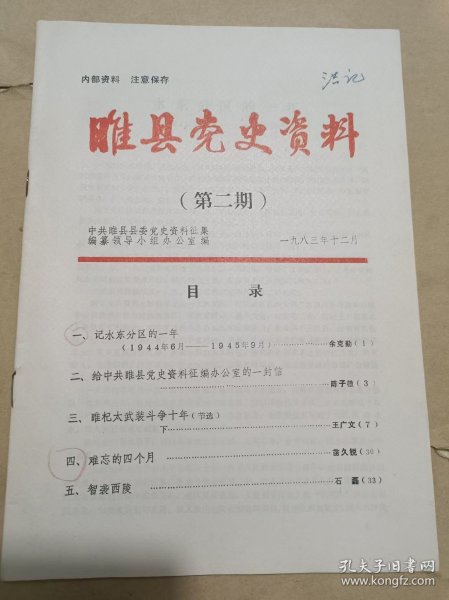 内部资料 注意保存
洪记
睢县党史资料
(第二期)
中共睢县县委党史资料征集
编纂领导小组办公室编
一九八三年十二月
目 录
一、记水东分区的一年
(1944年6月——1945年9月)…………余克勤(1)
二、给中共睢县党史资料征编办公室的一封信
…………陈子植(3)
三、睢杞太武装斗争十年(节选)
下…………王广文(7)
四、难忘的四个月…………翁久锐(30)
五、智袭西陵…………石磊(33)
孔夫子旧书网
www.kongfz.com